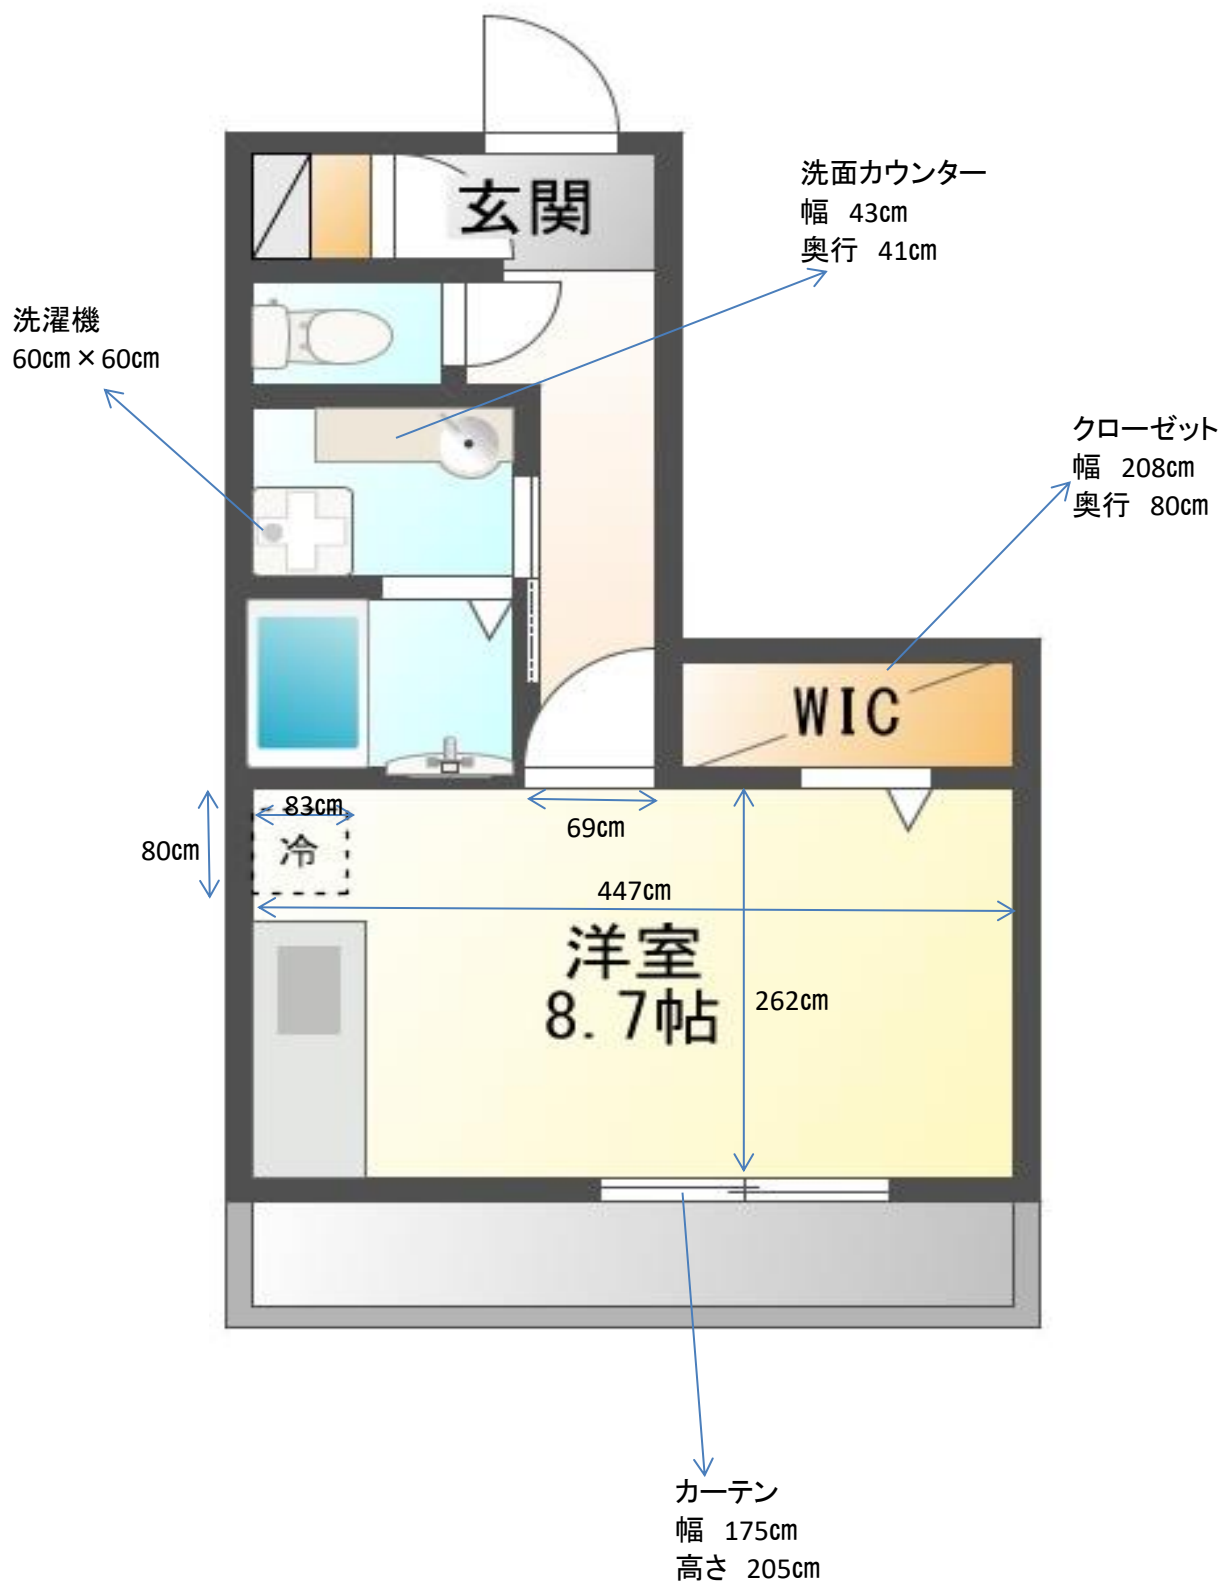 玄関
洗面カウンター
幅 43cm
奥行 41cm
洗濯機
60cm×60cm
クローゼット
幅 208cm
奥行 80cm
WIC
83cm
69cm
80cm
冷
447cm
洋室
8.7帖
262cm
カーテン
幅 175cm
高さ 205cm